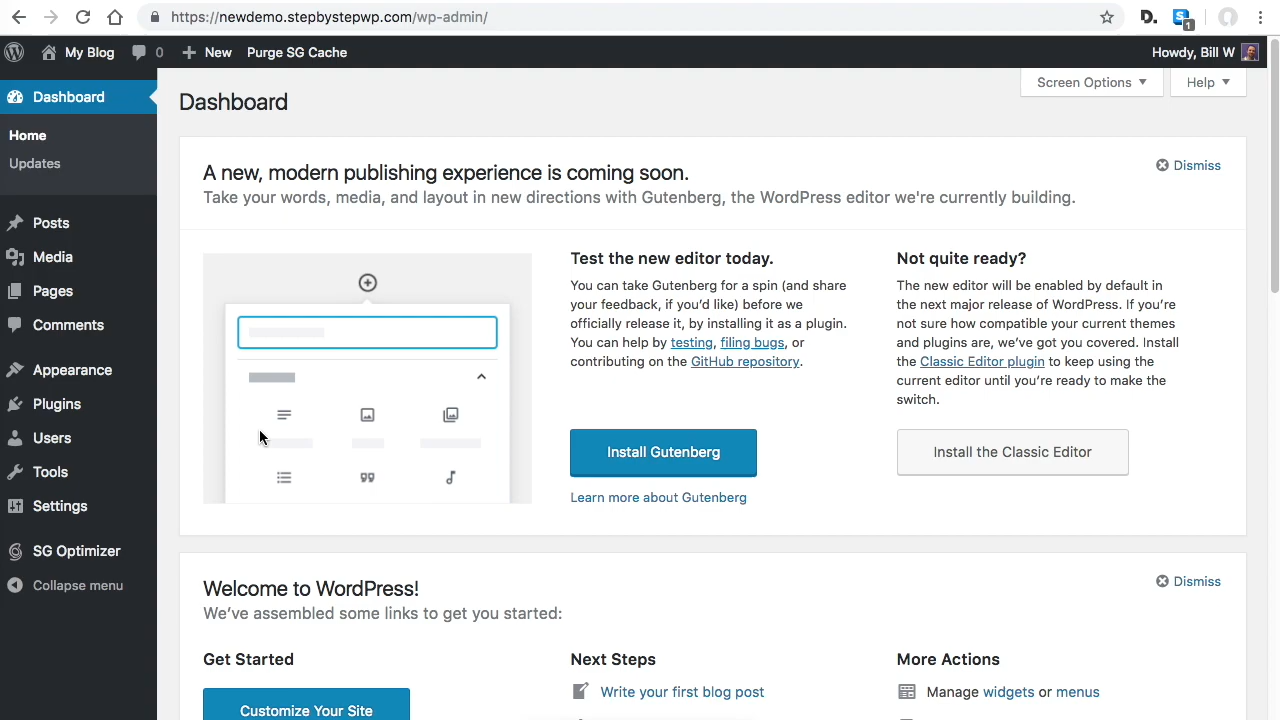 https://newdemo.stepbystepwp.com/wp-admin/
1
My Blog
0
New
Purge SG Cache
Howdy, Bill W
Dashboard
Home
Updates
Posts
Media
Pages
Comments
Appearance
Plugins
Users
Tools
Settings
SG Optimizer
Collapse menu
Screen Options
Help
Dashboard
A new, modern publishing experience is coming soon.
Dismiss
Take your words, media, and layout in new directions with Gutenberg, the WordPress editor we're currently building.
Test the new editor today.
You can take Gutenberg for a spin (and share
your feedback, if you'd like) before we
officially release it, by installing it as a plugin.
You can help by testing, filing bugs, or
contributing on the GitHub repository.
Install Gutenberg
Learn more about Gutenberg
Not quite ready?
The new editor will be enabled by default in
the next major release of WordPress. If you're
not sure how compatible your current themes
and plugins are, we've got you covered. Install
the Classic Editor plugin to keep using the
current editor until you're ready to make the
switch.
Install the Classic Editor
Welcome to WordPress!
Dismiss
We've assembled some links to get you started:
Get Started
Customize Your Site
Next Steps
Write your first blog post
More Actions
Manage widgets or menus